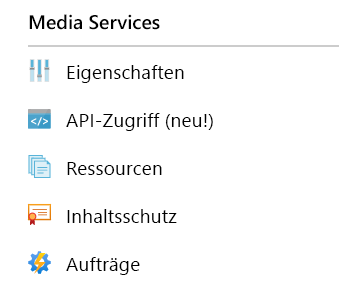 Media Services
Eigenschaften
API-Zugriff (neu!)
Ressourcen
Inhaltsschutz
Aufträge